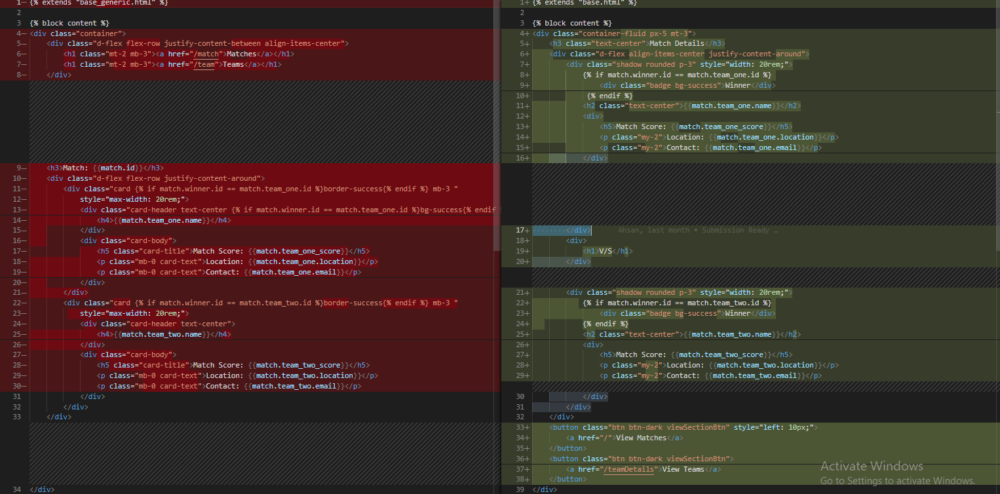 1— {% extends "base_generic.html" %}
2
3 {% block content %}
4— <div class="container">
5— <div class="d-flex flex-row justify-content-between align-items-center">
6— <h1 class="mt-2 mb-3"><a href="/match">Matches</a></h1>
7— <h1 class="mt-2 mb-3"><a href="/team">Teams</a></h1>
8— </div>
9— <h3>Match: {{match.id}}</h3>
10— <div class="d-flex flex-row justify-content-around">
11— <div class="card {% if match.winner.id == match.team_one.id %}border-success{% endif %} mb-3 "
12— style="max-width: 20rem;">
13— <div class="card-header text-center {% if match.winner.id == match.team_one.id %}bg-success{% endif
14— <h4>{{match.team_one.name}}</h4>
15— </div>
16— <div class="card-body">
17— <h5 class="card-title">Match Score: {{match.team_one_score}}</h5>
18— <p class="mb-0 card-text">Location: {{match.team_one.location}}</p>
19— <p class="mb-0 card-text">Contact: {{match.team_one.email}}</p>
20— </div>
21— </div>
22— <div class="card {% if match.winner.id == match.team_two.id %}border-success{% endif %} mb-3 "
23— style="max-width: 20rem;">
24— <div class="card-header text-center">
25— <h4>{{match.team_two.name}}</h4>
26— </div>
27— <div class="card-body">
28— <h5 class="card-title">Match Score: {{match.team_two_score}}</h5>
29— <p class="mb-0 card-text">Location: {{match.team_two.location}}</p>
30— <p class="mb-0 card-text">Contact: {{match.team_two.email}}</p>
31 </div>
32 </div>
33 </div>
34 </div>
1+ {% extends "base.html" %}
2
3 {% block content %}
4+ <div class="container-fluid px-5 mt-3">
5+ <h3 class="text-center">Match Details</h3>
6+ <div class="d-flex align-items-center justify-content-around">
7+ <div class="shadow rounded p-3" style="width: 20rem;">
8+ {% if match.winner.id == match.team_one.id %}
9+ <div class="badge bg-success">Winner</div>
10+ {% endif %}
11+ <h2 class="text-center">{{match.team_one.name}}</h2>
12+ <div>
13+ <h5>Match Score: {{match.team_one_score}}</h5>
14+ <p class="my-2">Location: {{match.team_one.location}}</p>
15+ <p class="my-2">Contact: {{match.team_one.email}}</p>
16+ </div>
17+ ········</div> Ahsan, last month • Submission Ready …
18+ <div>
19+ <h1>V/S</h1>
20+ </div>
21+ <div class="shadow rounded p-3" style="width: 20rem;">
22+ {% if match.winner.id == match.team_two.id %}
23+ <div class="badge bg-success">Winner</div>
24+ {% endif %}
25+ <h2 class="text-center">{{match.team_two.name}}</h2>
26+ <div>
27+ <h5>Match Score: {{match.team_two_score}}</h5>
28+ <p class="my-2">Location: {{match.team_two.location}}</p>
29+ <p class="my-2">Contact: {{match.team_two.email}}</p>
30 </div>
31 </div>
32 </div>
33+ <button class="btn btn-dark viewSectionBtn" style="left: 10px;">
34+ <a href="/">View Matches</a>
35+ </button>
36+ <button class="btn btn-dark viewSectionBtn">
37+ <a href="/teamDetails">View Teams</a>
38+ </button>
39 </div>
Activate Windows
Go to Settings to activate Windows.